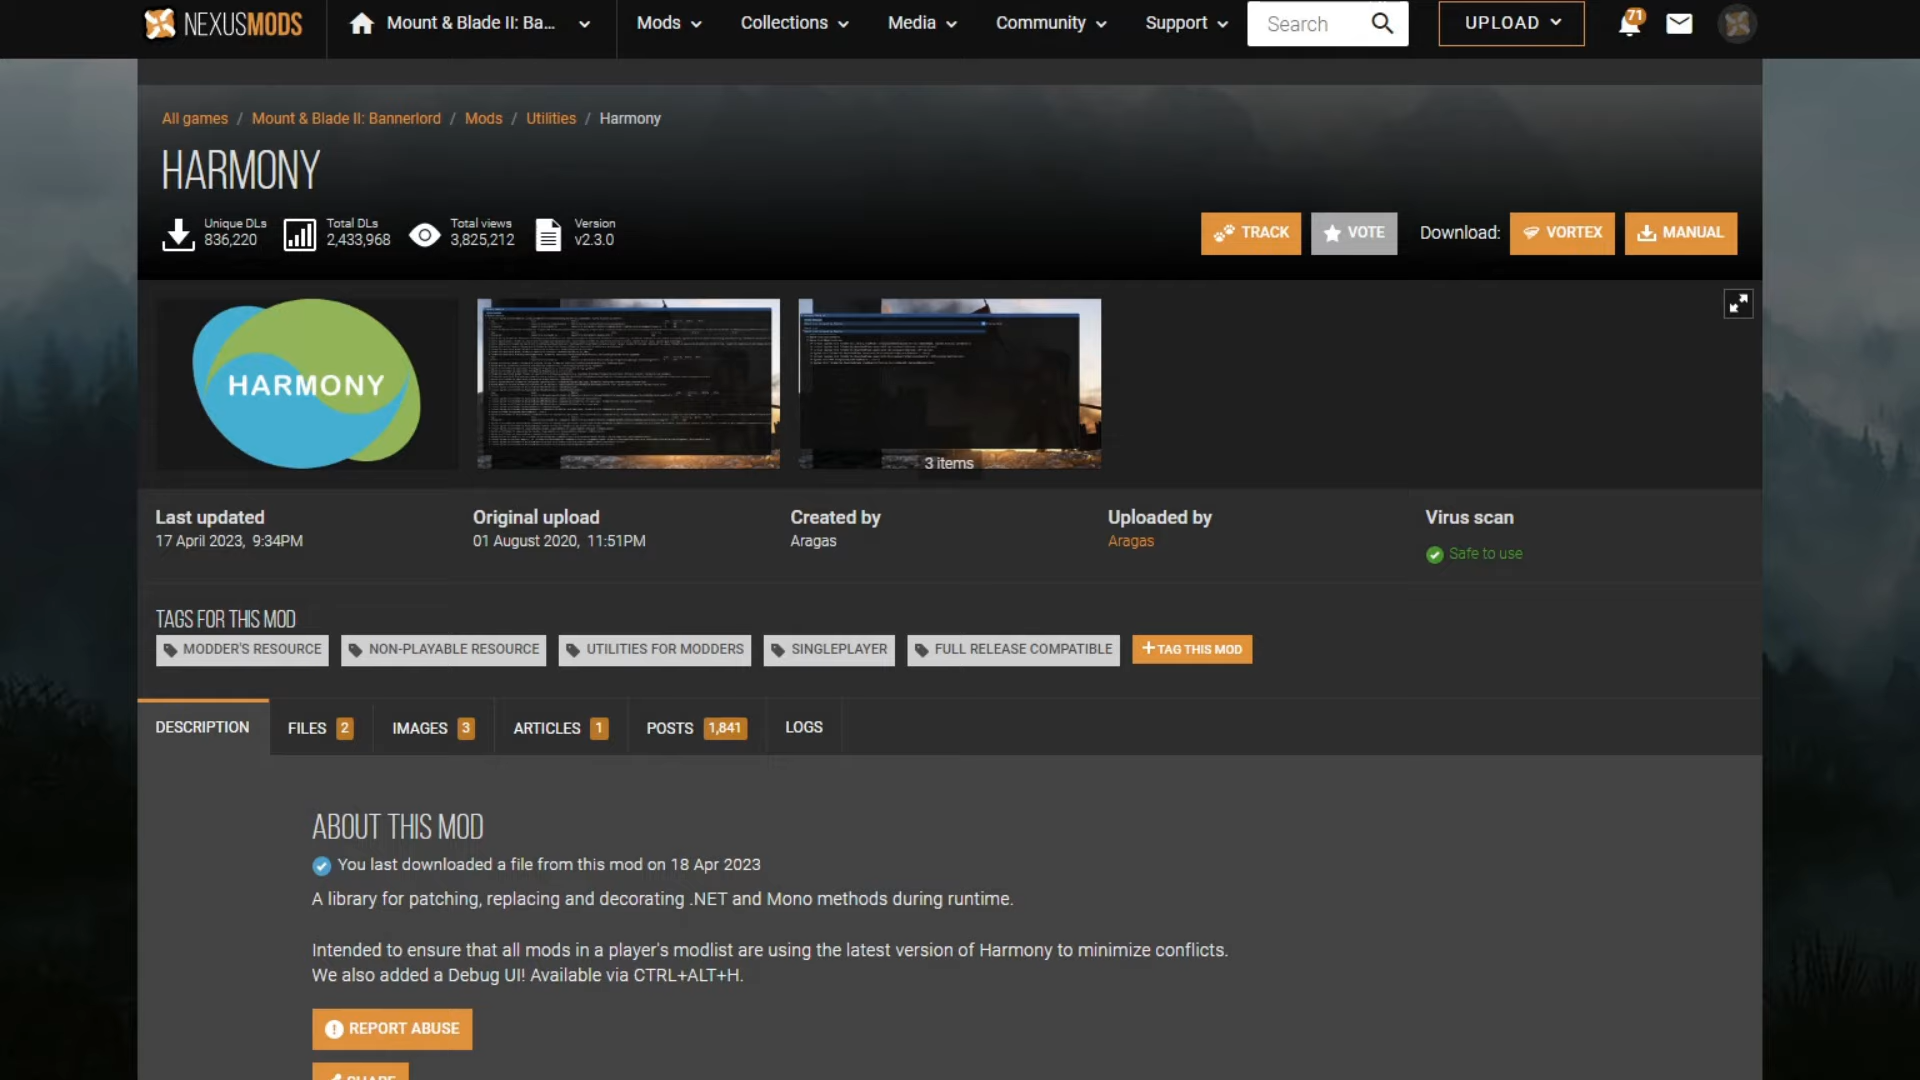 NEXUSMODS
Mount & Blade II: Ba...
Mods
Collections
Media
Community
Support
Search
UPLOAD
71
All games / Mount & Blade II: Bannerlord / Mods / Utilities / Harmony
HARMONY
Unique DLs
836,220
Total DLs
2,433,968
Total views
3,825,212
Version
v2.3.0
TRACK
VOTE
Download:
VORTEX
MANUAL
HARMONY
3 items
Last updated
17 April 2023, 9:34PM
Original upload
01 August 2020, 11:51PM
Created by
Aragas
Uploaded by
Aragas
Virus scan
Safe to use
TAGS FOR THIS MOD
MODDER'S RESOURCE
NON-PLAYABLE RESOURCE
UTILITIES FOR MODDERS
SINGLEPLAYER
FULL RELEASE COMPATIBLE
+ TAG THIS MOD
DESCRIPTION
FILES 2
IMAGES 3
ARTICLES 1
POSTS 1,841
LOGS
ABOUT THIS MOD
You last downloaded a file from this mod on 18 Apr 2023
A library for patching, replacing and decorating .NET and Mono methods during runtime.
Intended to ensure that all mods in a player's modlist are using the latest version of Harmony to minimize conflicts.
We also added a Debug UI! Available via CTRL+ALT+H.
REPORT ABUSE
SHARE